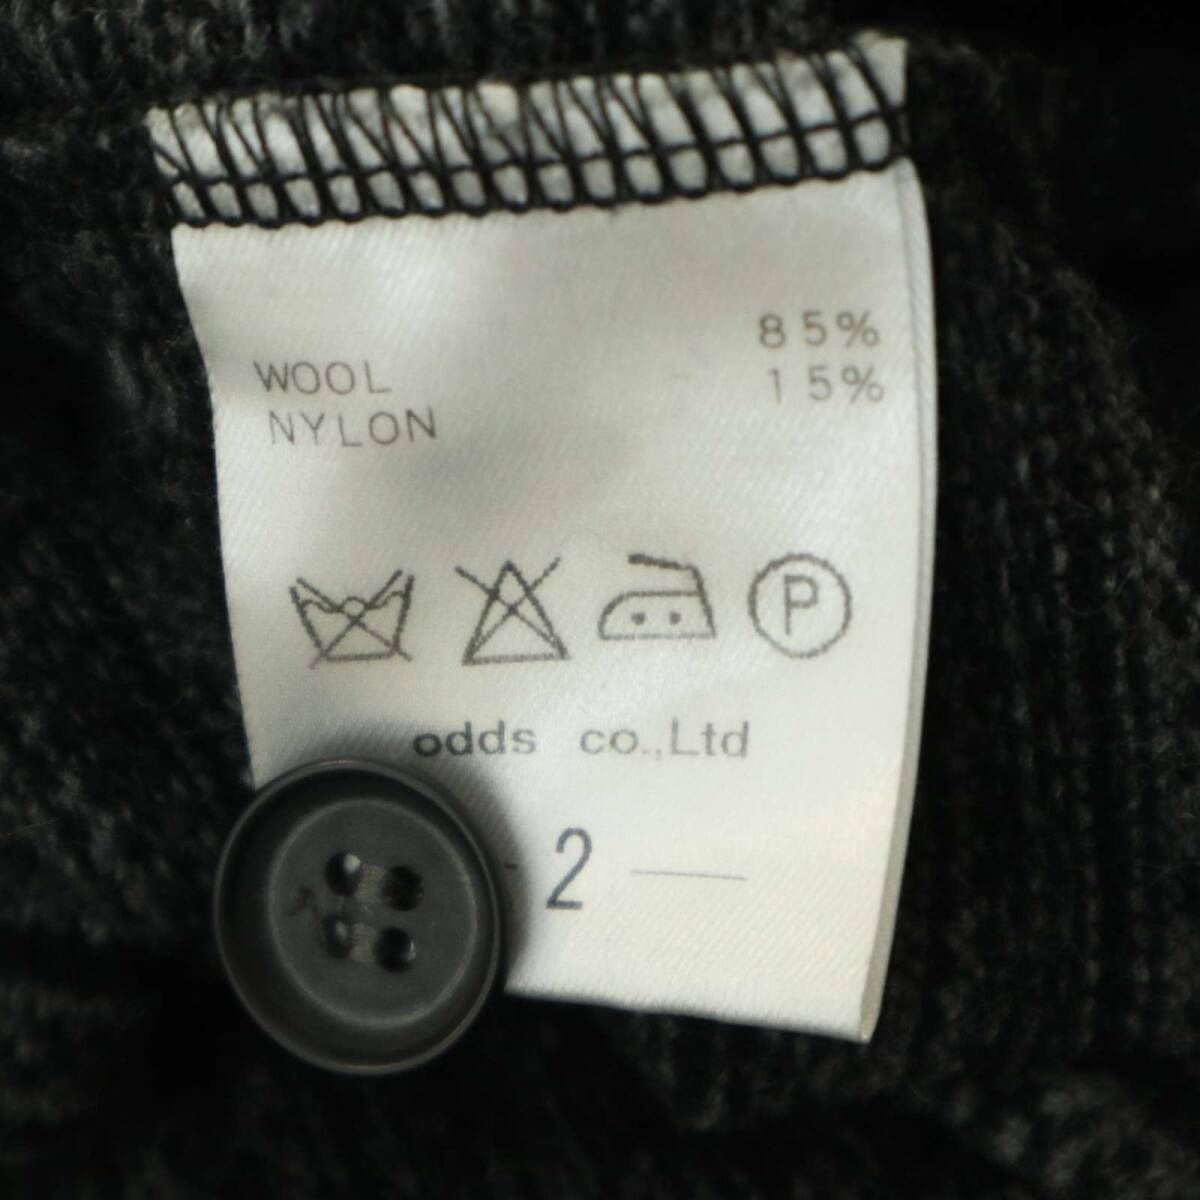 85%
WOOL 15%
NYLON
P
odds co.,Ltd
- 2 —